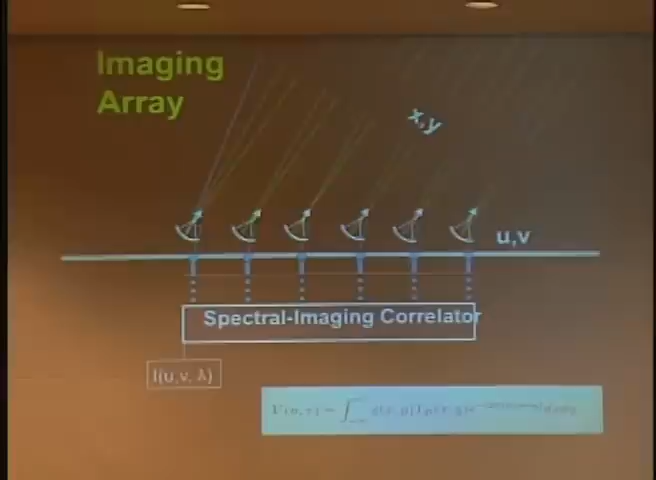 Imaging
Array
x,y
u,v
Spectral-Imaging Correlator
I(u,v, λ)